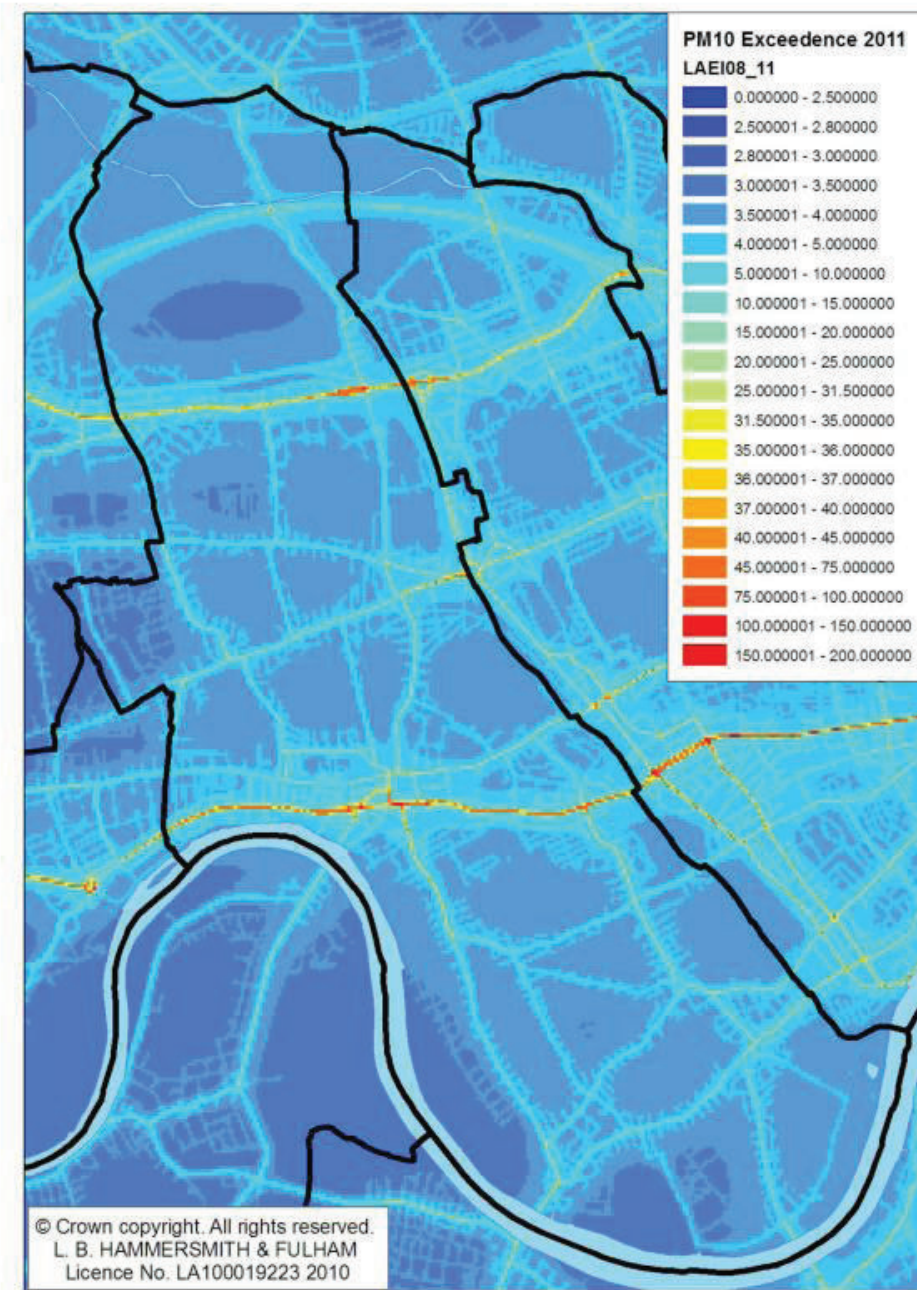 PM10 Exceedence 2011
LAEI08_11
0.000000 - 2.500000
2.500001 - 2.800000
2.800001 - 3.000000
3.000001 - 3.500000
3.500001 - 4.000000
4.000001 - 5.000000
5.000001 - 10.000000
10.000001 - 15.000000
15.000001 - 20.000000
20.000001 - 25.000000
25.000001 - 31.500000
31.500001 - 35.000000
35.000001 - 36.000000
36.000001 - 37.000000
37.000001 - 40.000000
40.000001 - 45.000000
45.000001 - 75.000000
75.000001 - 100.000000
100.000001 - 150.000000
150.000001 - 200.000000
© Crown copyright. All rights reserved.
L. B. HAMMERSMITH & FULHAM
Licence No. LA100019223 2010